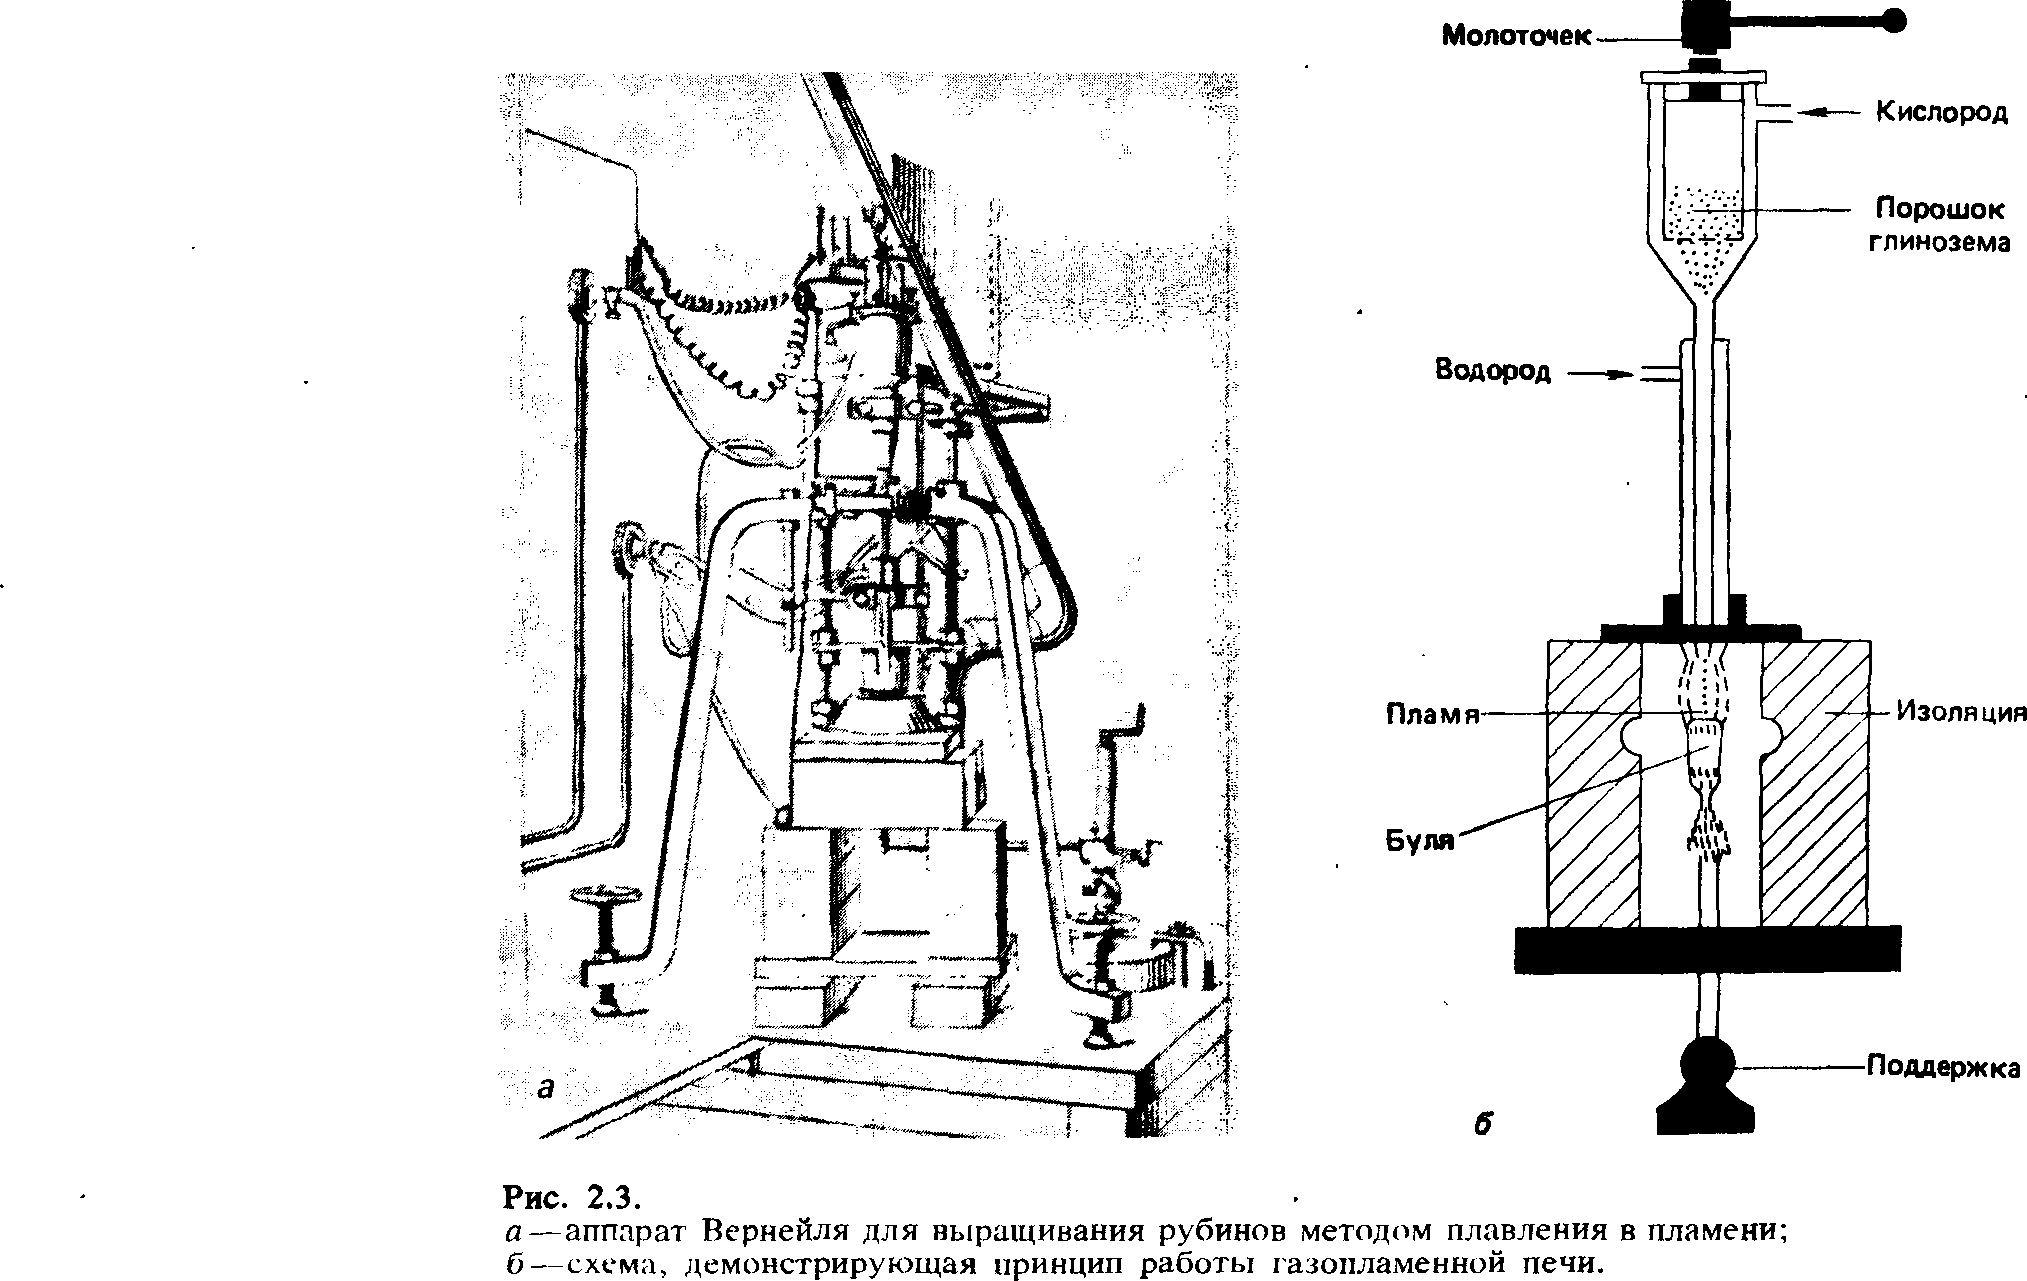 Молоточек
Кислород
Порошок
глинозема
Водород
Пламя
Изоляция
Буля
Поддержка
а
б
Рис. 2.3.
а — аппарат Вернейля для выращивания рубинов методом плавления в пламени;
б — схема, демонстрирующая принцип работы газопламенной печи.